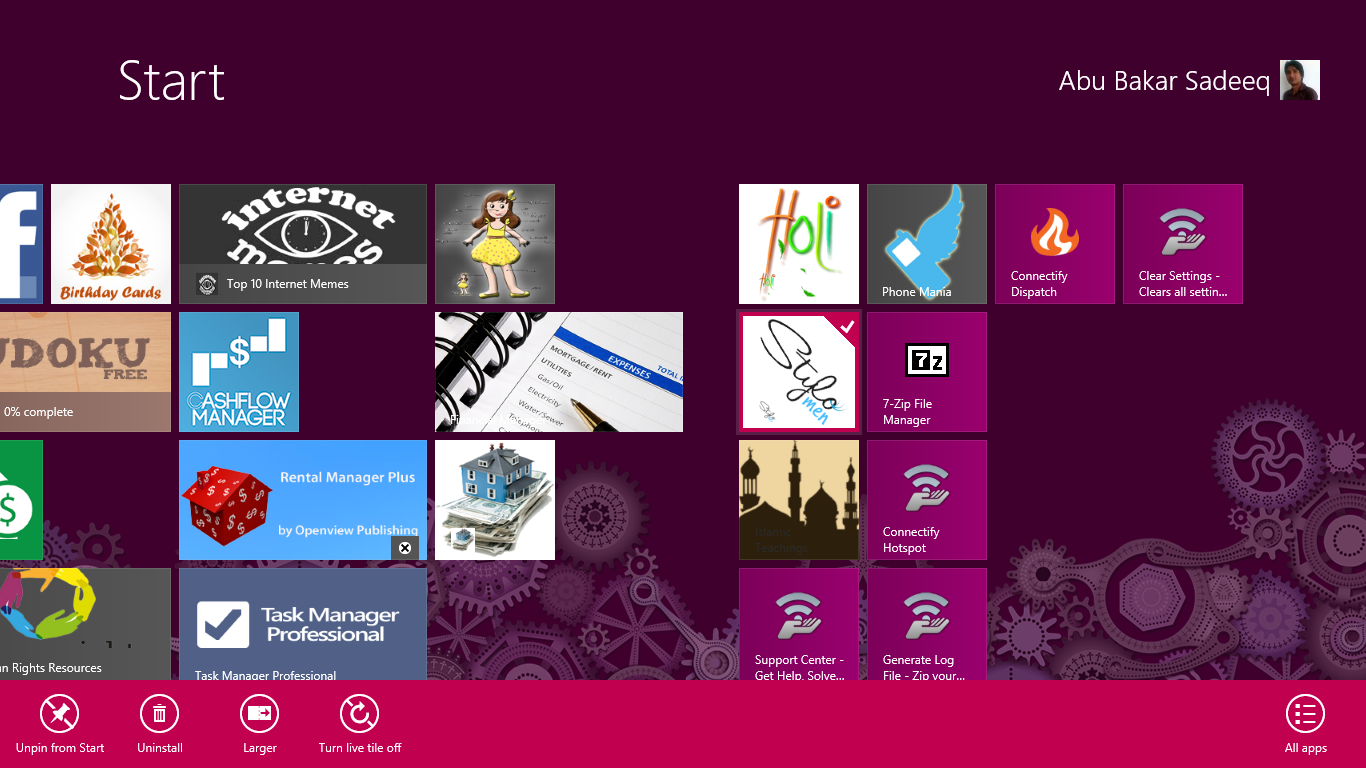 Start
Abu Bakar Sadeeq
f
Birthday Cards
internet
memes
Top 10 Internet Memes
Holi
Phone Mania
Connectify
Dispatch
Clear Settings -
Clears all settin...
UDOKU
FREE
0% complete
$
CASHFLOW
MANAGER
EXPENSES
TOTAL
MORTGAGE/RENT
UTILITIES
Gas/Oil
Electricity
Water/Sewer
Telephone
Stylo
men
7z
7-Zip File
Manager
$
Rental Manager Plus
by Openview Publishing
Islamic
Teachings
Connectify
Hotspot
n Rights Resources
Task Manager
Professional
Task Manager Professional
Support Center -
Get Help, Solve...
Generate Log
File - Zip your...
Unpin from Start
Uninstall
Larger
Turn live tile off
All apps